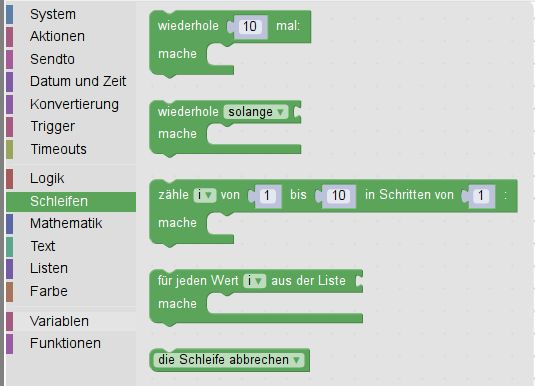 System
Aktionen
Sendto
Datum und Zeit
Konvertierung
Trigger
Timeouts
Logik
Schleifen
Mathematik
Text
Listen
Farbe
Variablen
Funktionen
wiederhole 10 mal:
mache
wiederhole solange
mache
zähle i von 1 bis 10 in Schritten von 1 :
mache
für jeden Wert i aus der Liste
mache
die Schleife abbrechen